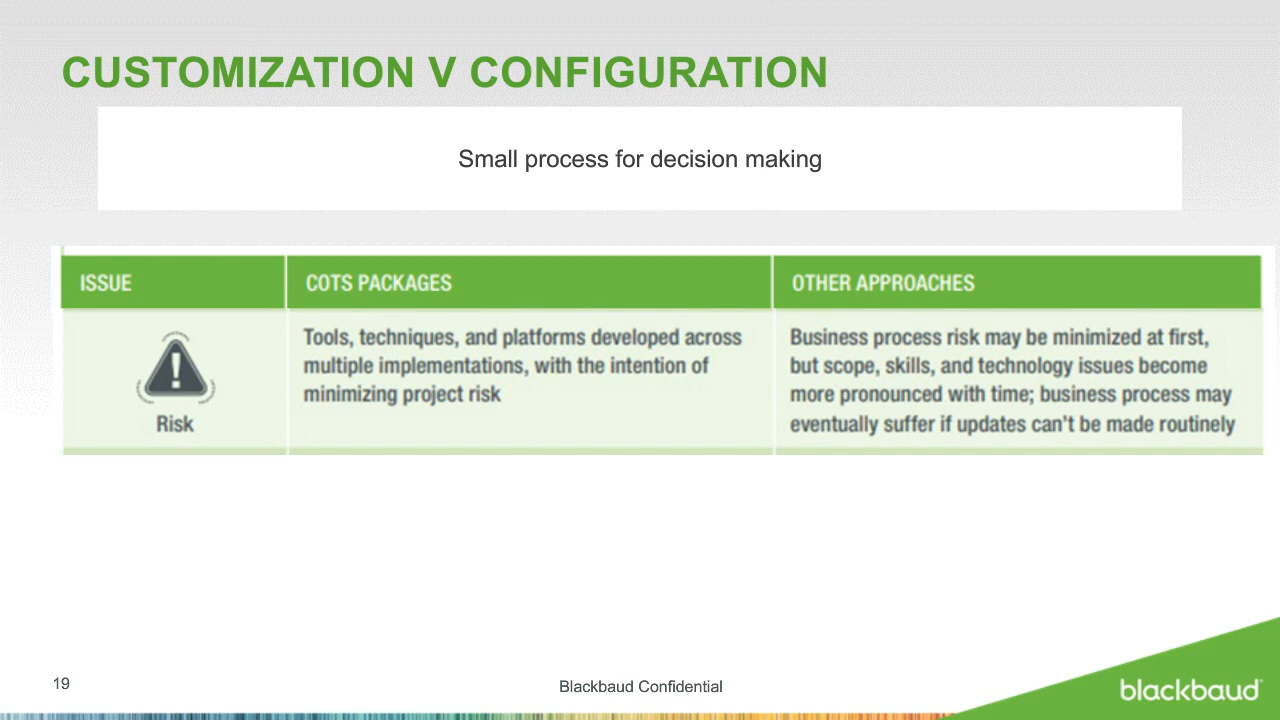 CUSTOMIZATION V CONFIGURATION
Small process for decision making
ISSUE
COTS PACKAGES
OTHER APPROACHES
Risk
Tools, techniques, and platforms developed across
multiple implementations, with the intention of
minimizing project risk
Business process risk may be minimized at first,
but scope, skills, and technology issues become
more pronounced with time; business process may
eventually suffer if updates can't be made routinely
19
Blackbaud Confidential
blackbaud